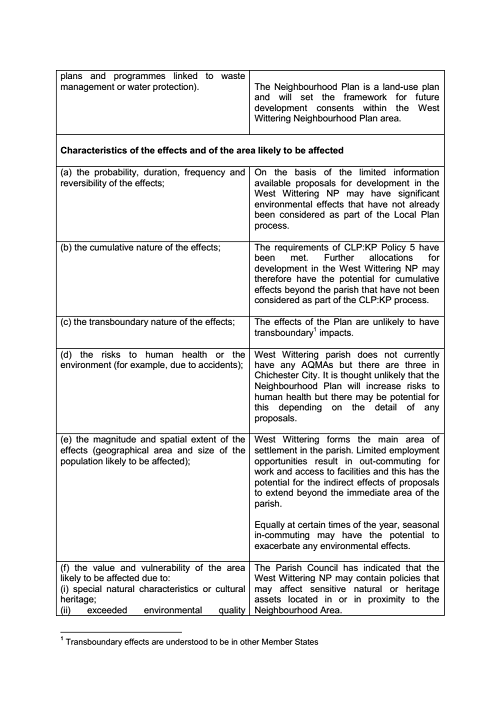 plans and programmes linked to waste
management or water protection).
The Neighbourhood Plan is a land-use plan
and will set the framework for future
development consents within the West
Wittering Neighbourhood Plan area.
Characteristics of the effects and of the area likely to be affected
(a) the probability, duration, frequency and
reversibility of the effects;
On the basis of the limited information
available proposals for development in the
West Wittering NP may have significant
environmental effects that have not already
been considered as part of the Local Plan
process.
(b) the cumulative nature of the effects;
The requirements of CLP:KP Policy 5 have
been met. Further allocations for
development in the West Wittering NP may
therefore have the potential for cumulative
effects beyond the parish that have not been
considered as part of the CLP:KP process.
(c) the transboundary nature of the effects;
The effects of the Plan are unlikely to have
transboundary1 impacts.
(d) the risks to human health or the
environment (for example, due to accidents);
West Wittering parish does not currently
have any AQMAs but there are three in
Chichester City. It is thought unlikely that the
Neighbourhood Plan will increase risks to
human health but there may be potential for
this depending on the detail of any
proposals.
(e) the magnitude and spatial extent of the
effects (geographical area and size of the
population likely to be affected);
West Wittering forms the main area of
settlement in the parish. Limited employment
opportunities result in out-commuting for
work and access to facilities and this has the
potential for the indirect effects of proposals
to extend beyond the immediate area of the
parish.
Equally at certain times of the year, seasonal
in-commuting may have the potential to
exacerbate any environmental effects.
(f) the value and vulnerability of the area
likely to be affected due to:
(i) special natural characteristics or cultural
heritage;
(ii) exceeded environmental quality
The Parish Council has indicated that the
West Wittering NP may contain policies that
may affect sensitive natural or heritage
assets located in or in proximity to the
Neighbourhood Area.
1 Transboundary effects are understood to be in other Member States